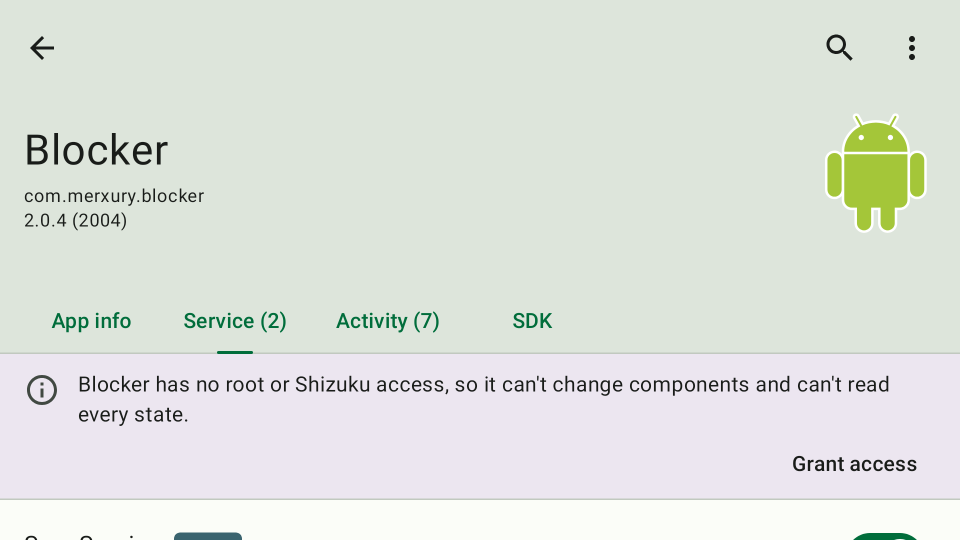 Blocker
com.merxury.blocker
2.0.4 (2004)
App info
Service (2)
Activity (7)
SDK
Blocker has no root or Shizuku access, so it can't change components and can't read
every state.
Grant access